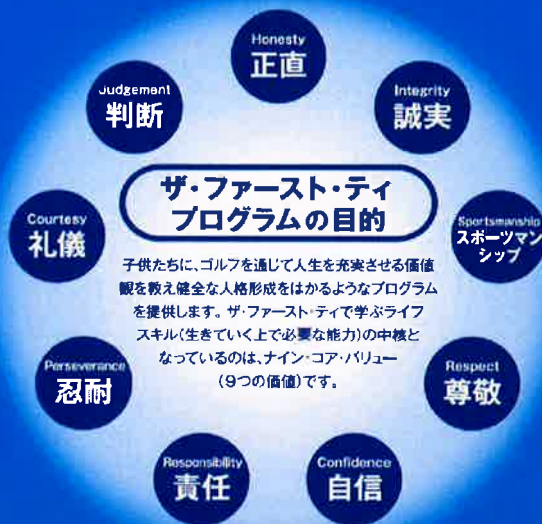 Honesty
正直
Integrity
誠実
Sportsmanship
スポーツマン
シップ
Respect
尊敬
Confidence
自信
Responsibility
責任
Perseverance
忍耐
Courtesy
礼儀
Judgement
判断
ザ・ファースト・ティ
プログラムの目的
子供たちに、ゴルフを通じて人生を充実させる価値
観を教え健全な人格形成をはかるようなプログラム
を提供します。ザ・ファースト・ティで学ぶライフ
スキル(生きていく上で必要な能力)の中核と
なっているのは、ナイン・コア・バリュー
(9つの価値)です。